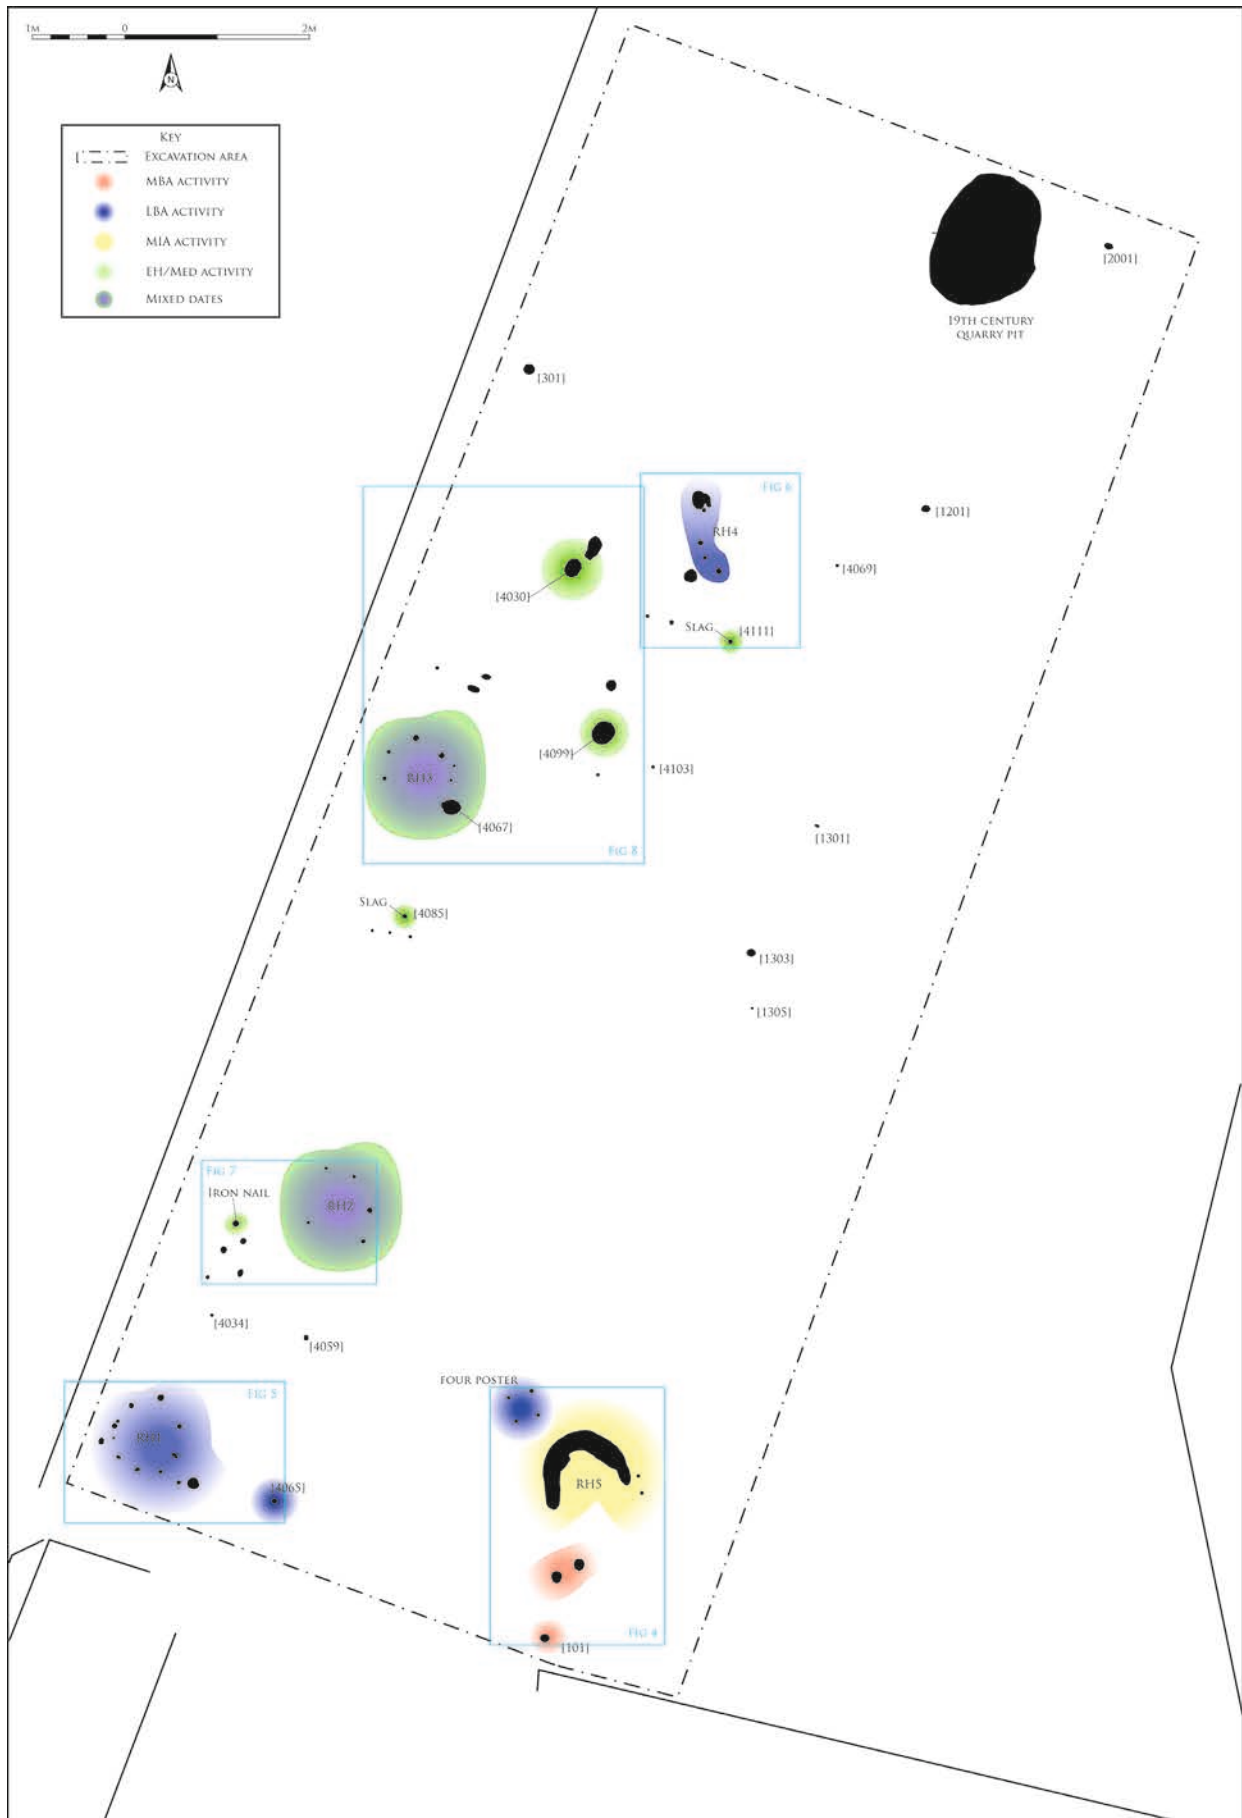 1M 0 2M
N
KEY
EXCAVATION AREA
MBA ACTIVITY
LBA ACTIVITY
MIA ACTIVITY
EH/MED ACTIVITY
MIXED DATES
[2001]
19TH CENTURY
QUARRY PIT
[301]
FIG 6
[1201]
RH4
[4069]
[4030]
SLAG
[4111]
[4099]
[4103]
RH3
[4067]
[1301]
FIG 8
SLAG
[4085]
[1303]
[1305]
FIG 7
IRON NAIL
RH2
[4034]
[4059]
FOUR POSTER
FIG 5
RH1
RH5
[4065]
[101]
FIG 4